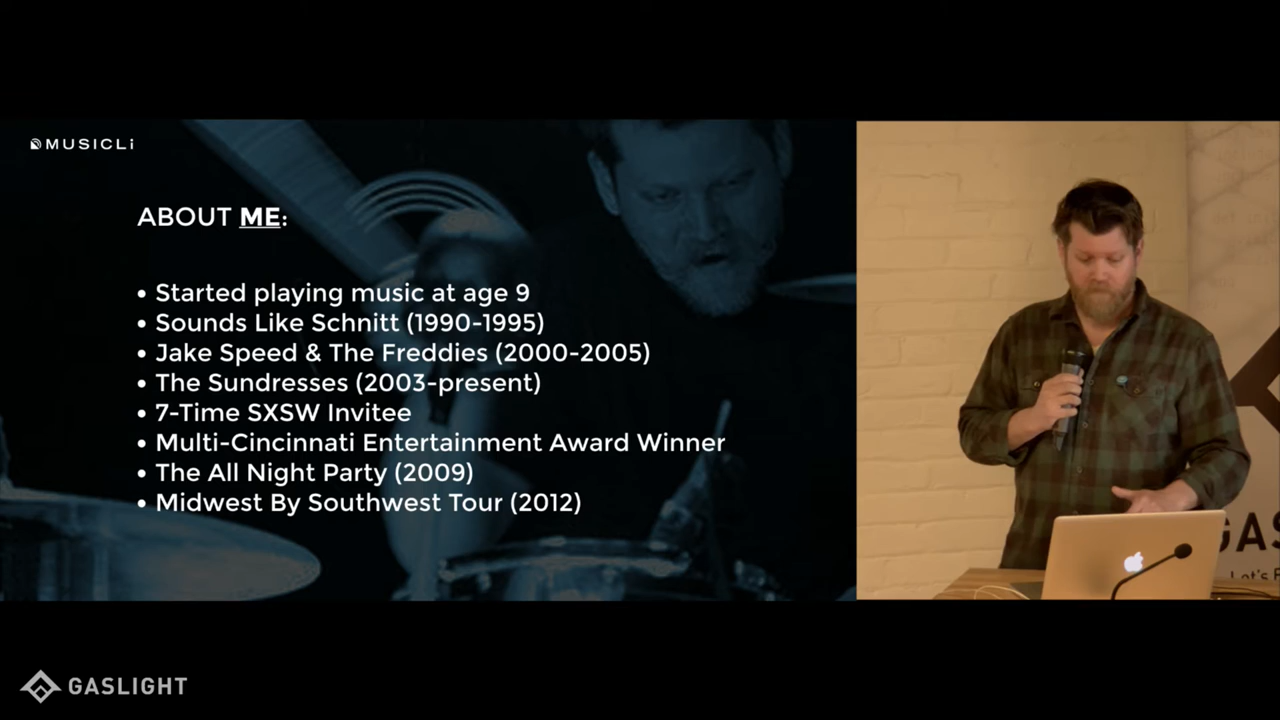 MUSICLi
ABOUT ME:
• Started playing music at age 9
• Sounds Like Schnitt (1990-1995)
• Jake Speed & The Freddies (2000-2005)
• The Sundresses (2003-present)
• 7-Time SXSW Invitee
• Multi-Cincinnati Entertainment Award Winner
• The All Night Party (2009)
• Midwest By Southwest Tour (2012)
GAS
Let's F
GASLIGHT